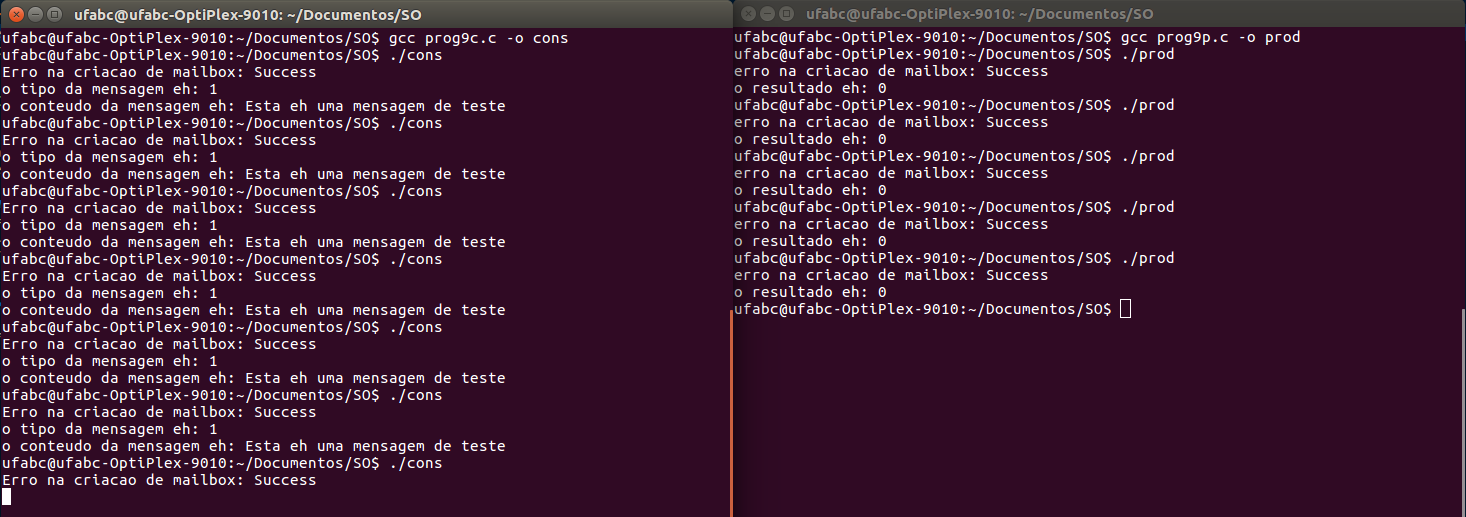 ufabc@ufabc-OptiPlex-9010: ~/Documentos/SO
ufabc@ufabc-OptiPlex-9010:~/Documentos/SO$ gcc prog9c.c -o cons
ufabc@ufabc-OptiPlex-9010:~/Documentos/SO$ ./cons
Erro na criacao de mailbox: Success
o tipo da mensagem eh: 1
o conteudo da mensagem eh: Esta eh uma mensagem de teste
ufabc@ufabc-OptiPlex-9010:~/Documentos/SO$ ./cons
Erro na criacao de mailbox: Success
o tipo da mensagem eh: 1
o conteudo da mensagem eh: Esta eh uma mensagem de teste
ufabc@ufabc-OptiPlex-9010:~/Documentos/SO$ ./cons
Erro na criacao de mailbox: Success
o tipo da mensagem eh: 1
o conteudo da mensagem eh: Esta eh uma mensagem de teste
ufabc@ufabc-OptiPlex-9010:~/Documentos/SO$ ./cons
Erro na criacao de mailbox: Success
o tipo da mensagem eh: 1
o conteudo da mensagem eh: Esta eh uma mensagem de teste
ufabc@ufabc-OptiPlex-9010:~/Documentos/SO$ ./cons
Erro na criacao de mailbox: Success
o tipo da mensagem eh: 1
o conteudo da mensagem eh: Esta eh uma mensagem de teste
ufabc@ufabc-OptiPlex-9010:~/Documentos/SO$ ./cons
Erro na criacao de mailbox: Success
o tipo da mensagem eh: 1
o conteudo da mensagem eh: Esta eh uma mensagem de teste
ufabc@ufabc-OptiPlex-9010:~/Documentos/SO$ ./cons
Erro na criacao de mailbox: Success
ufabc@ufabc-OptiPlex-9010: ~/Documentos/SO
ufabc@ufabc-OptiPlex-9010:~/Documentos/SO$ gcc prog9p.c -o prod
ufabc@ufabc-OptiPlex-9010:~/Documentos/SO$ ./prod
erro na criacao de mailbox: Success
o resultado eh: 0
ufabc@ufabc-OptiPlex-9010:~/Documentos/SO$ ./prod
erro na criacao de mailbox: Success
o resultado eh: 0
ufabc@ufabc-OptiPlex-9010:~/Documentos/SO$ ./prod
erro na criacao de mailbox: Success
o resultado eh: 0
ufabc@ufabc-OptiPlex-9010:~/Documentos/SO$ ./prod
erro na criacao de mailbox: Success
o resultado eh: 0
ufabc@ufabc-OptiPlex-9010:~/Documentos/SO$ ./prod
erro na criacao de mailbox: Success
o resultado eh: 0
ufabc@ufabc-OptiPlex-9010:~/Documentos/SO$